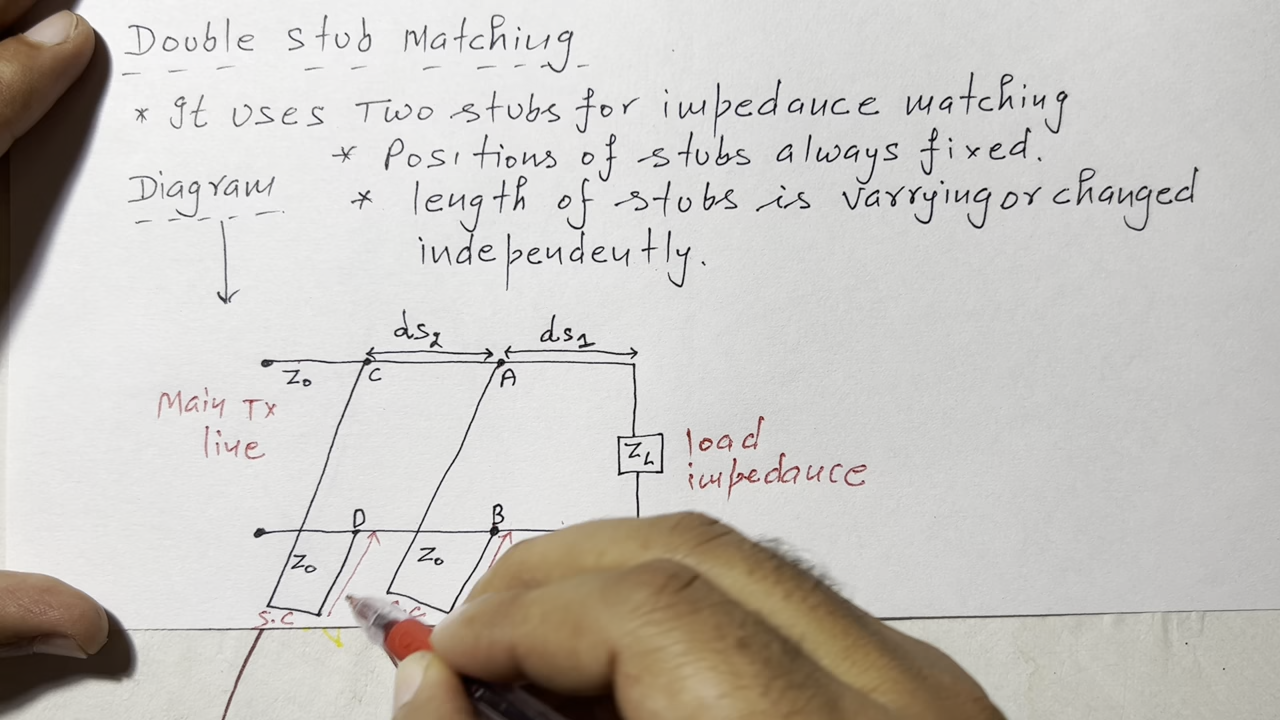 Double stub Matching
* It uses Two stubs for impedance matching
* Positions of stubs always fixed.
Diagram
* length of stubs is varrying or changed
independently.
ds2
ds1
Z0
C
A
Main Tx
line
ZL
load
impedance
D
B
Z0
Z0
S.C